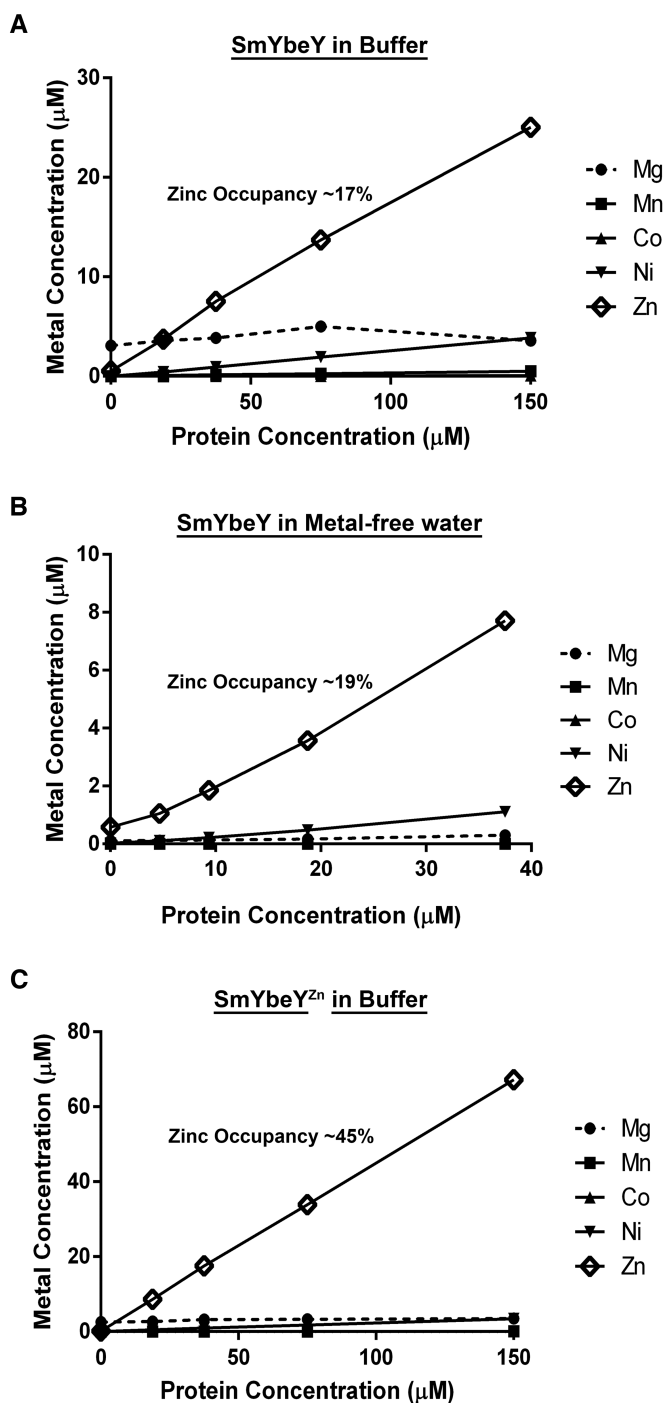 A
SmYbeY in Buffer
Metal Concentration (μM)
30
20
10
0
Zinc Occupancy ~17%
0 50 100 150
Protein Concentration (μM)
Mg
Mn
Co
Ni
Zn
B
SmYbeY in Metal-free water
Metal Concentration (μM)
10
8
6
4
2
0
Zinc Occupancy ~19%
0 10 20 30 40
Protein Concentration (μM)
Mg
Mn
Co
Ni
Zn
C
SmYbeY^Zn in Buffer
Metal Concentration (μM)
80
60
40
20
0
Zinc Occupancy ~45%
0 50 100 150
Protein Concentration (μM)
Mg
Mn
Co
Ni
Zn